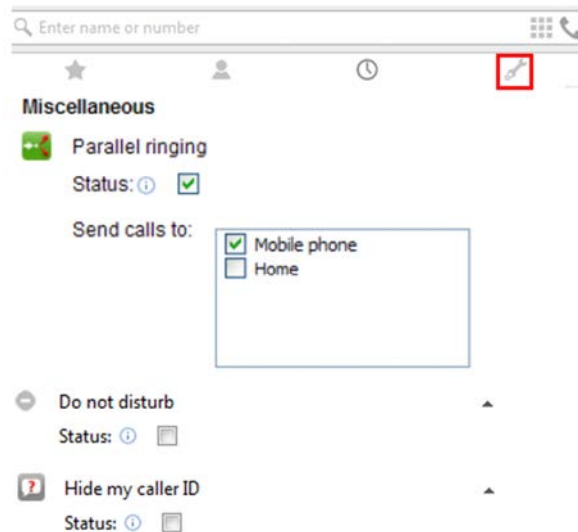 Enter name or number
Miscellaneous
Parallel ringing
Status:
Send calls to:
Mobile phone
Home
Do not disturb
Status:
Hide my caller ID
Status: